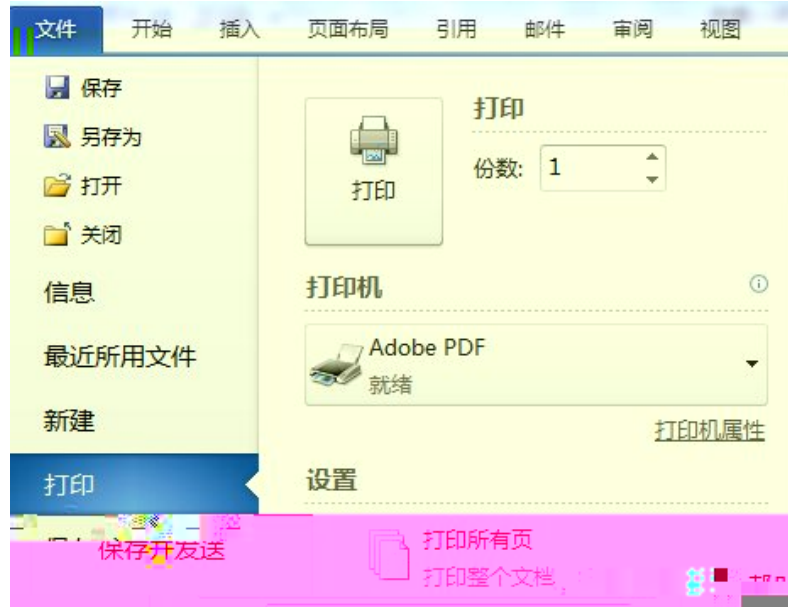 文件 开始 插入 页面布局 引用 邮件 审阅 视图
保存
另存为
打开
关闭
信息
最近所用文件
新建
打印
保存开发送
打印
打印
份数: 1
打印机
Adobe PDF
就绪
打印机属性
设置
打印所有页
打印整个文档